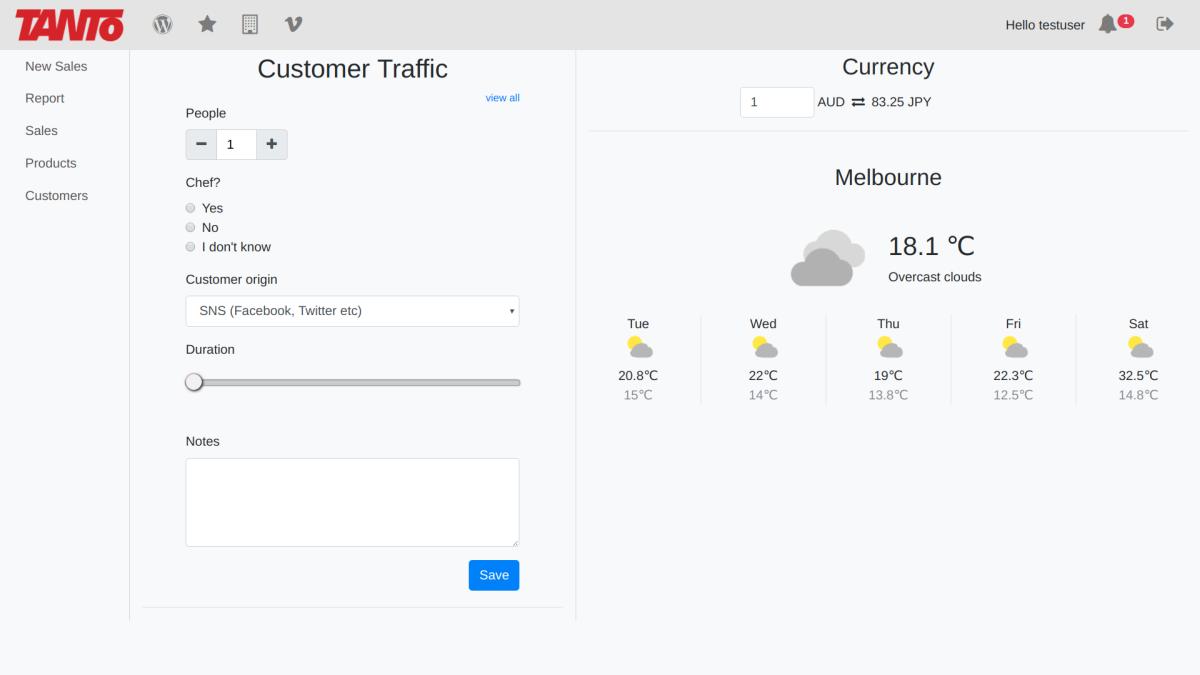 TANTO
Hello testuser
1
New Sales
Report
Sales
Products
Customers
Customer Traffic
view all
People
1
Chef?
Yes
No
I don't know
Customer origin
SNS (Facebook, Twitter etc)
Duration
Notes
Save
Currency
1 AUD ⇄ 83.25 JPY
Melbourne
18.1 ℃
Overcast clouds
Tue Wed Thu Fri Sat
20.8℃ 22℃ 19℃ 22.3℃ 32.5℃
15℃ 14℃ 13.8℃ 12.5℃ 14.8℃